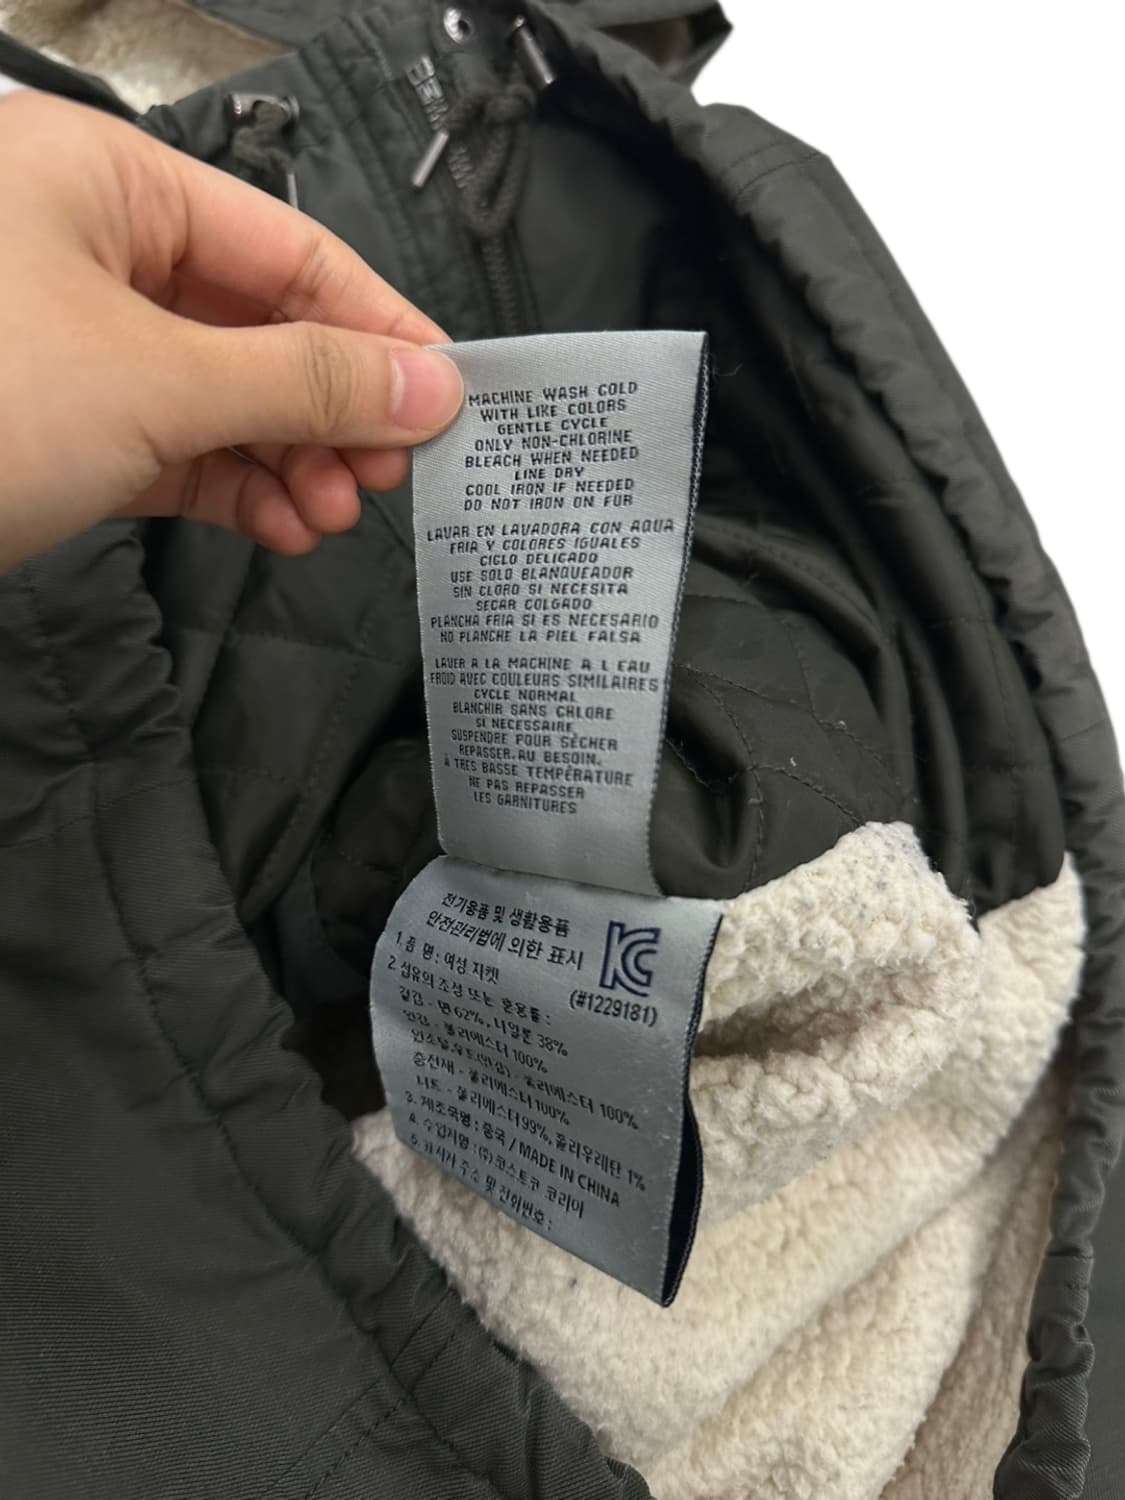 MACHINE WASH COLD
WITH LIKE COLORS
GENTLE CYCLE
ONLY NON-CHLORINE
BLEACH WHEN NEEDED
LINE DRY
COOL IRON IF NEEDED
DO NOT IRON ON FUR
LAVAR EN LAVADORA CON AGUA
FRIA Y COLORES IGUALES
CICLO DELICADO
USE SOLO BLANQUEADOR
SIN CLORO SI NECESITA
SECAR COLGADO
PLANCHA FRIA SI ES NECESARIO
NO PLANCHE LA PIEL FALSA
LAVER A LA MACHINE A L EAU
FROID AVEC COULEURS SIMILAIRES
CYCLE NORMAL
BLANCHIR SANS CHLORE
SI NECESSAIRE
SUSPENDRE POUR SÈCHER
REPASSER.AU BESOIN.
À TRES BASSE TEMPÉRATURE
NE PAS REPASSER
LES GARNITURES
전기용품 및 생활용품
안전관리법에 의한 표시
KC
(#1229181)
1.품 명 : 여성 자켓
2.섬유의 조성 또는 혼용률 :
겉감 - 면 62%, 나일론 38%
안감 - 폴리에스터 100%
폴리에스터 100%
충전재 - 폴리에스터 100%
니트 - 폴리에스터 99%, 폴리우레탄 1%
3. 제조국명 : 중국 / MADE IN CHINA
4. 수입자명 : (주)코스트코 코리아
5. 표시자 주소 및 전화번호 :